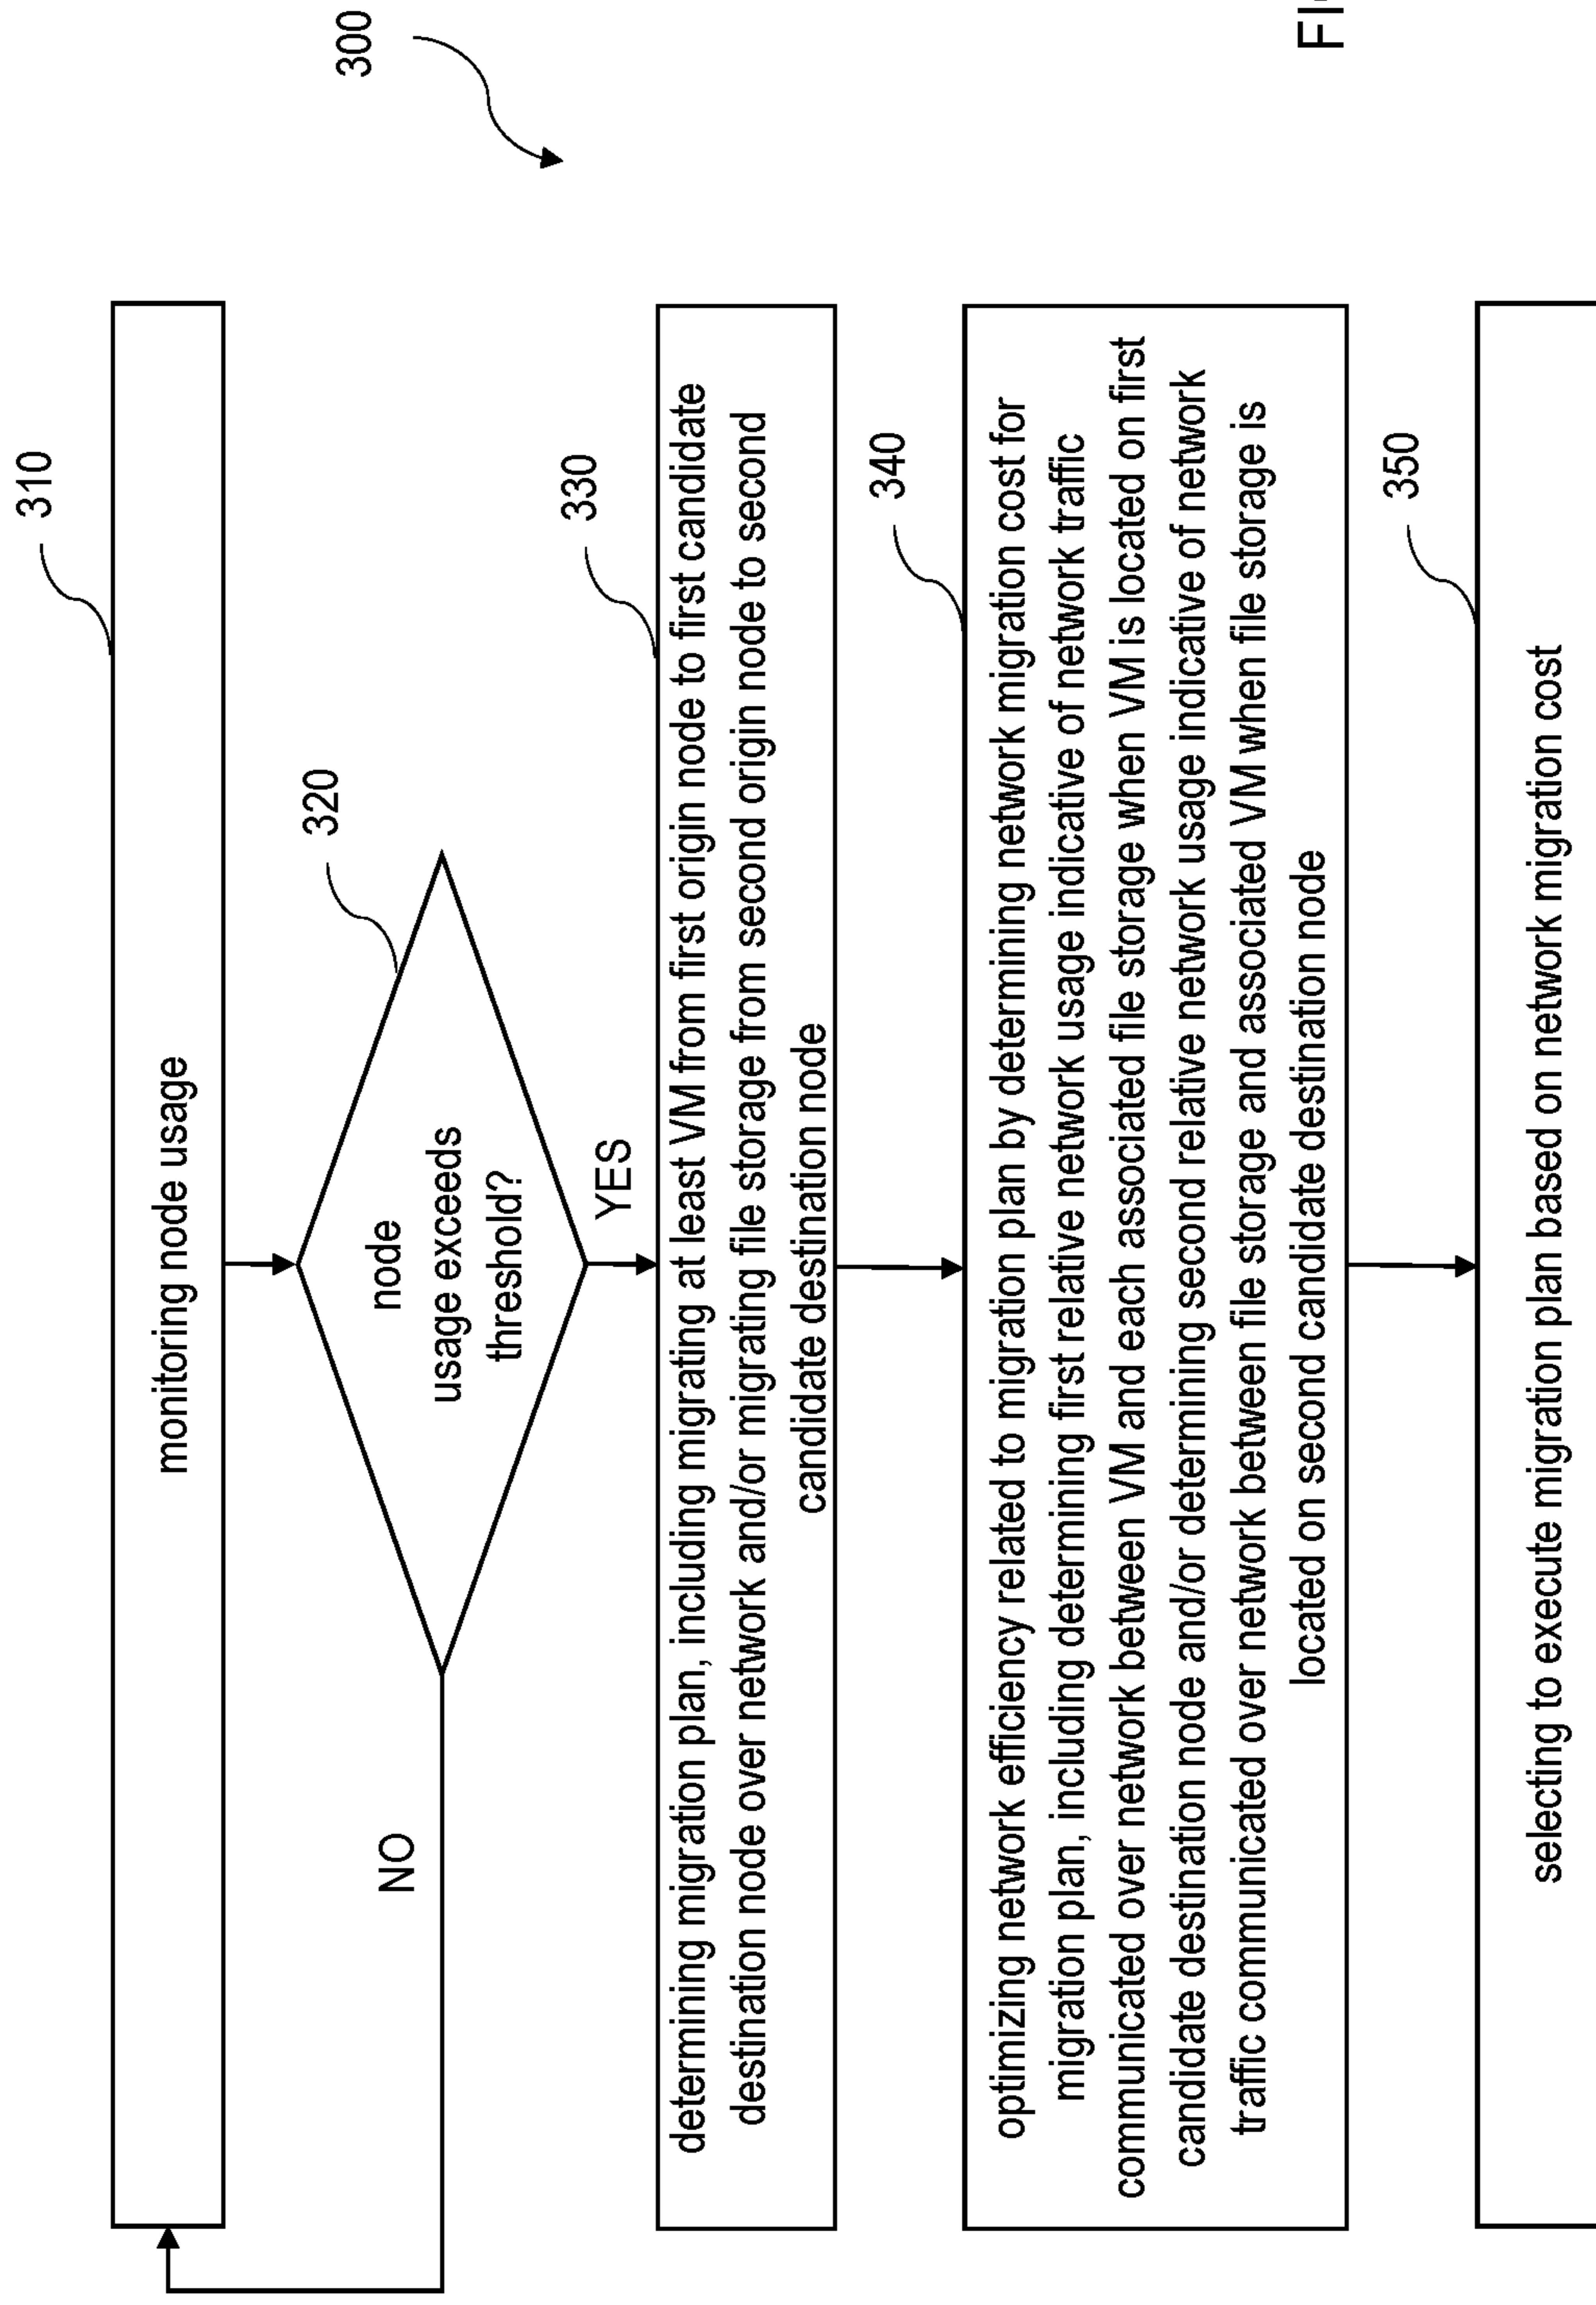 300
310
monitoring node usage
320
node
usage exceeds
threshold?
NO
YES
330
determining migration plan, including migrating at least VM from first origin node to first candidate
destination node over network and/or migrating file storage from second origin node to second
candidate destination node
340
optimizing network efficiency related to migration plan by determining network migration cost for
migration plan, including determining first relative network usage indicative of network traffic
communicated over network between VM and each associated file storage when VM is located on first
candidate destination node and/or determining second relative network usage indicative of network
traffic communicated over network between file storage and associated VM when file storage is
located on second candidate destination node
350
selecting to execute migration plan based on network migration cost